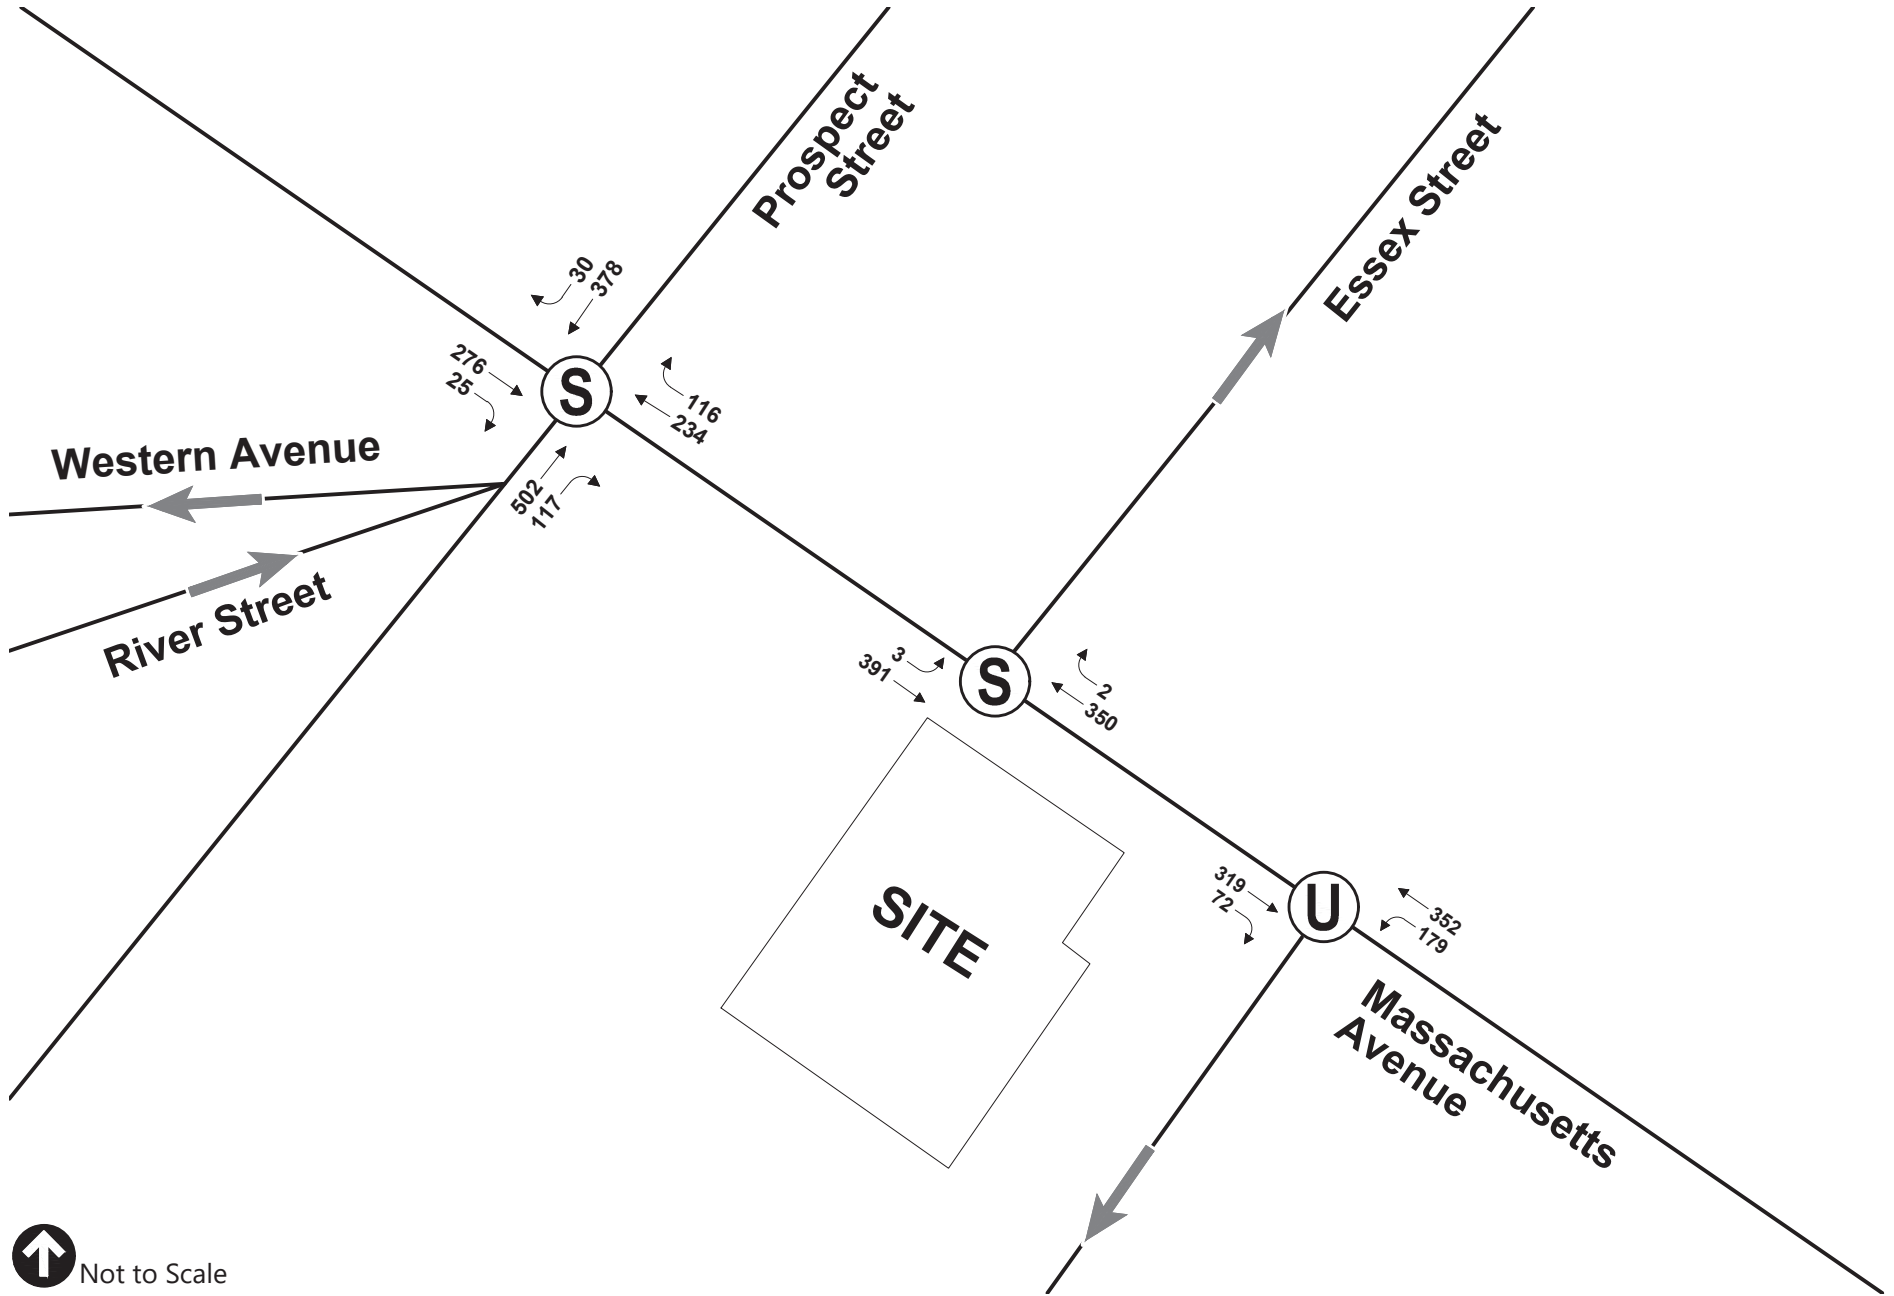 Prospect
Street
Essex Street
30
378
276
25
S
116
234
Western Avenue
502
117
River Street
3
391
S
2
350
319
72
U
352
179
SITE
Massachusetts
Avenue
Not to Scale